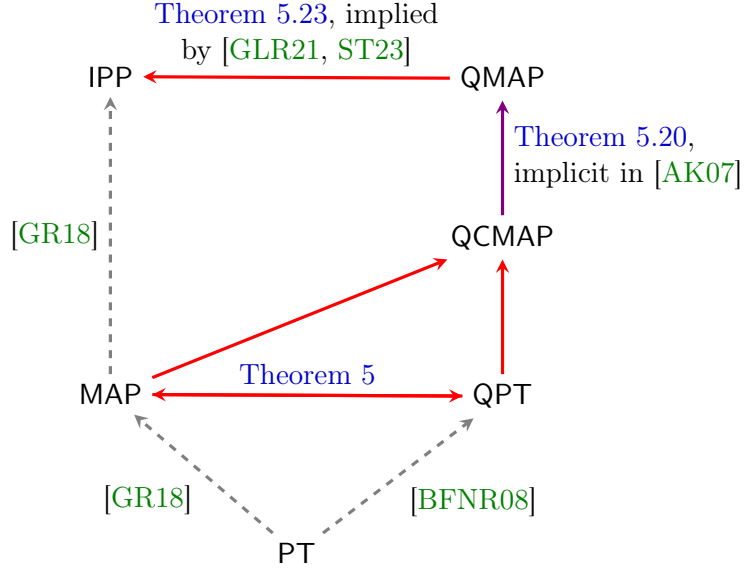 Theorem 5.23, implied
by [GLR21, ST23]
IPP
QMAP
Theorem 5.20,
implicit in [AK07]
[GR18]
QCMAP
Theorem 5
MAP
QPT
[GR18]
[BFNR08]
PT